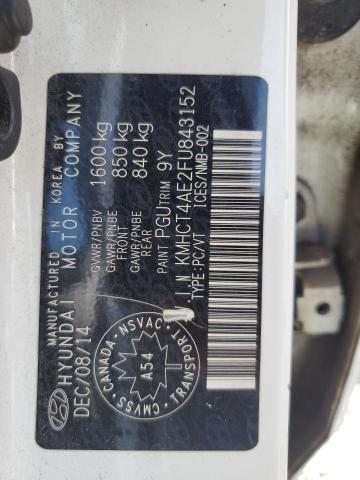 MANUFACTURED IN KOREA BY
HYUNDAI MOTOR COMPANY
DEC/08/14
GVWR/PNBV 1600 kg
GAWR/PNBE FRONT 850 kg
GAWR/PNBE REAR 840 kg
PAINT PGU TRIM 9Y
CANADA · NSVAC · TRANSPORT · CMVSS
A54
KMHCT4AE2FU843152
TYPE:PC/VT ICES/NMB-002